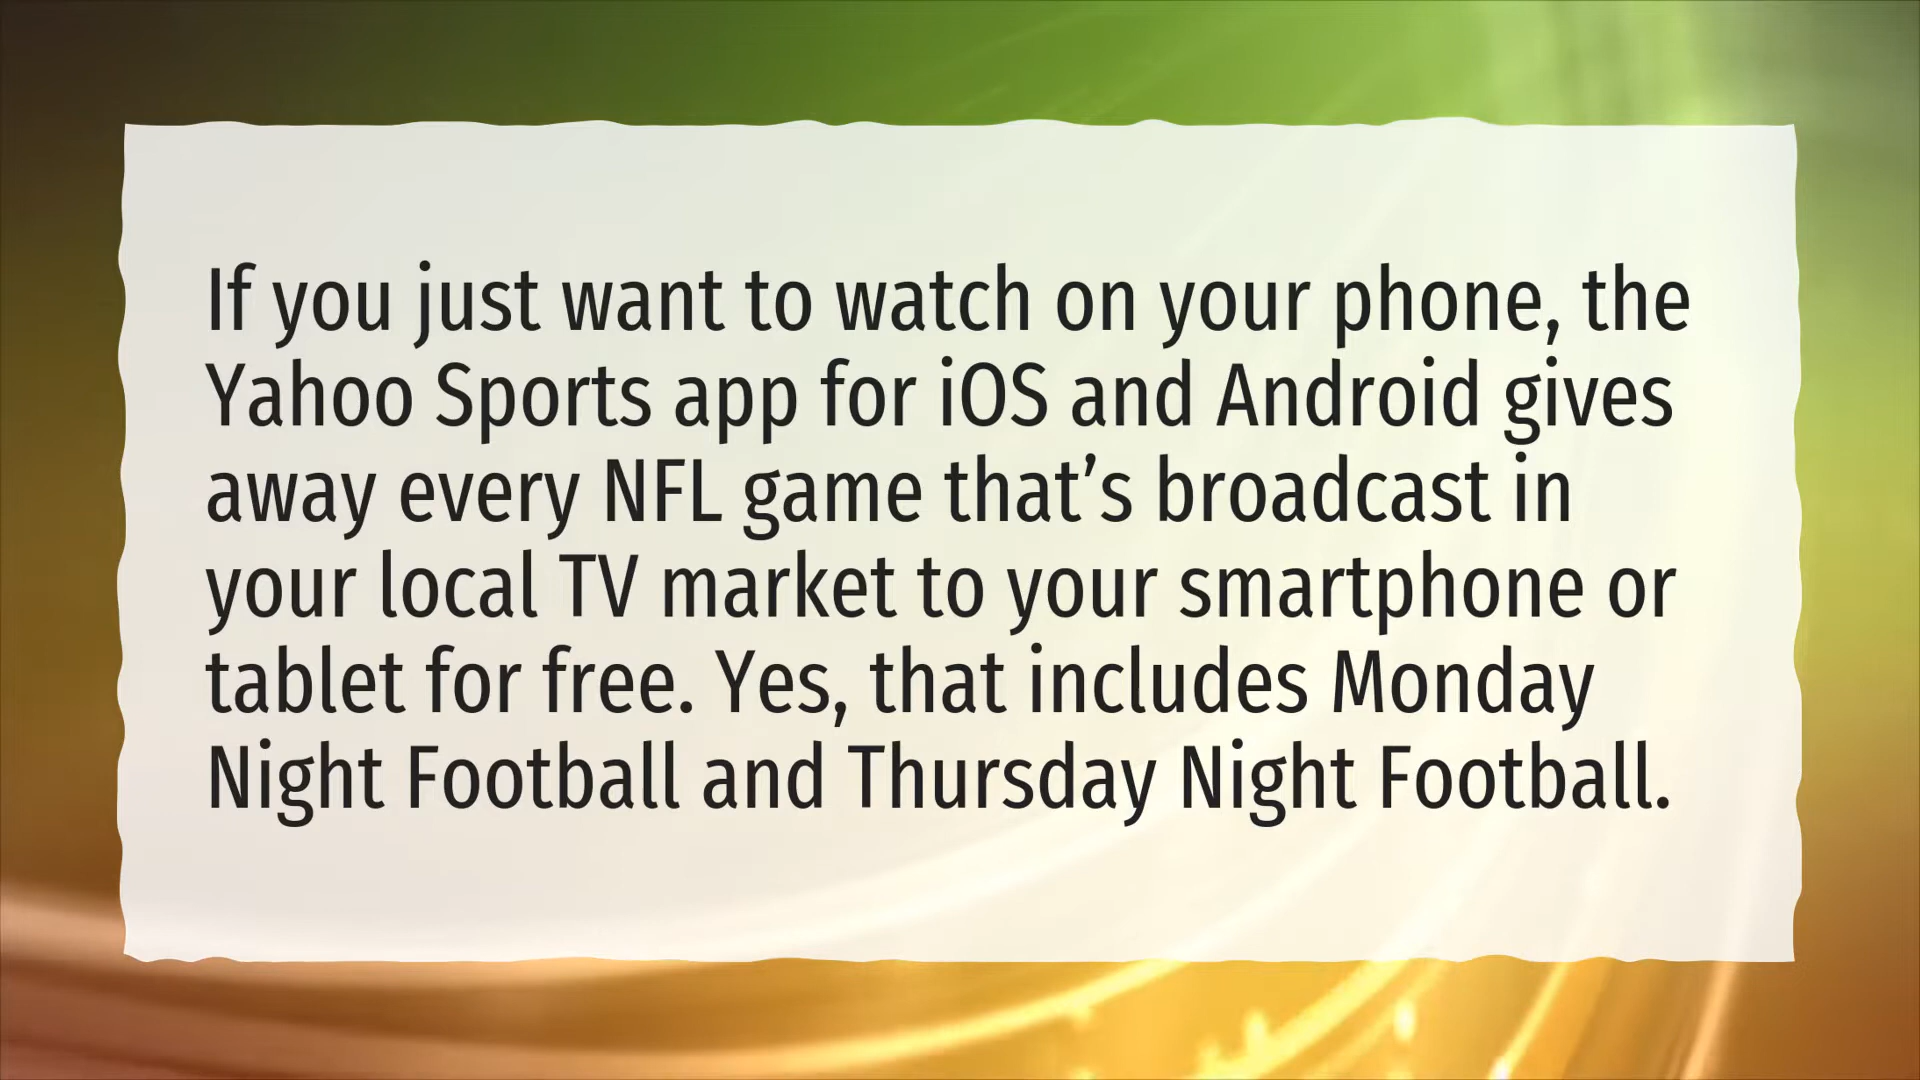 If you just want to watch on your phone, the
Yahoo Sports app for iOS and Android gives
away every NFL game that’s broadcast in
your local TV market to your smartphone or
tablet for free. Yes, that includes Monday
Night Football and Thursday Night Football.